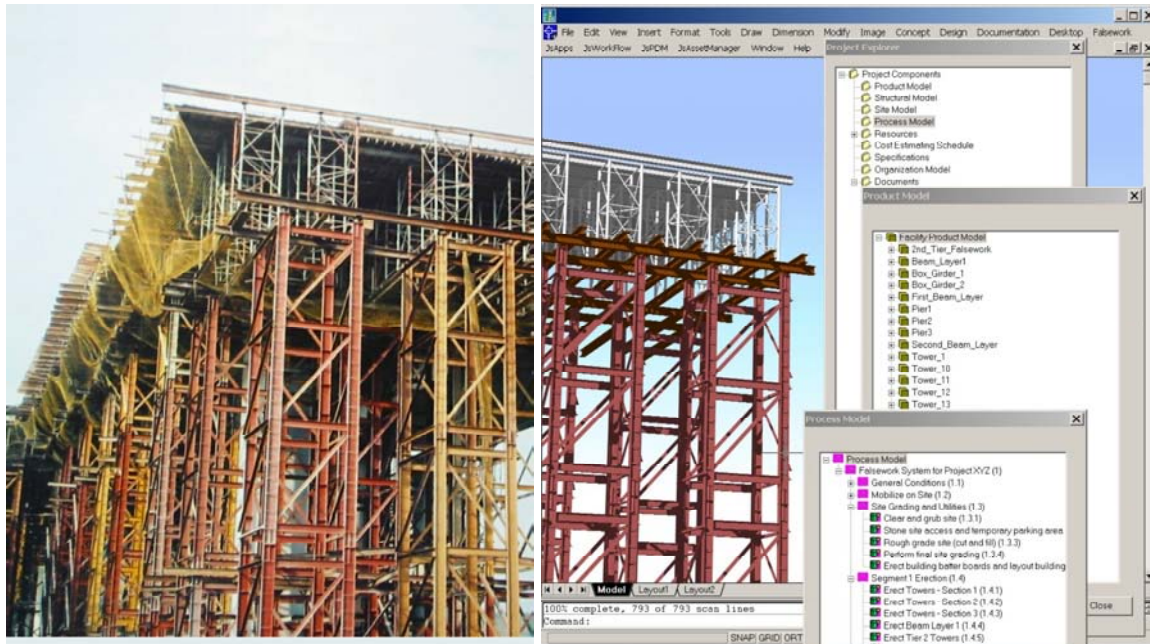 File Edit View Insert Format Tools Draw Dimension Modify Image Concept Design Documentation Desktop Falsework
JsApps JsWorkFlow JsPDM JsAssetManager Window Help
Project Explorer
Project Components
Product Model
Structural Model
Site Model
Process Model
Resources
Cost Estimating Schedule
Specifications
Organization Model
Documents
Product Model
Facility Product Model
2nd_Tier_Falsework
Beam_Layer1
Box_Girder_1
Box_Girder_2
First_Beam_Layer
Pier1
Pier2
Pier3
Second_Beam_Layer
Tower_1
Tower_10
Tower_11
Tower_12
Tower_13
Process Model
Process Model
Falsework System for Project XYZ (1)
General Conditions (1.1)
Mobilize on Site (1.2)
Site Grading and Utilities (1.3)
Clear and grub site (1.3.1)
Stone site access and temporary parking area
Rough grade site (cut and fill) (1.3.3)
Perform final site grading (1.3.4)
Erect building batter boards and layout building
Segment 1 Erection (1.4)
Erect Towers - Section 1 (1.4.1)
Erect Towers - Section 2 (1.4.2)
Erect Towers - Section 3 (1.4.3)
Erect Beam Layer 1 (1.4.4)
Erect Tier 2 Towers (1.4.5)
Close
Model Layout1 Layout2
100% complete, 793 of 793 scan lines
Command:
SNAP GRID ORT